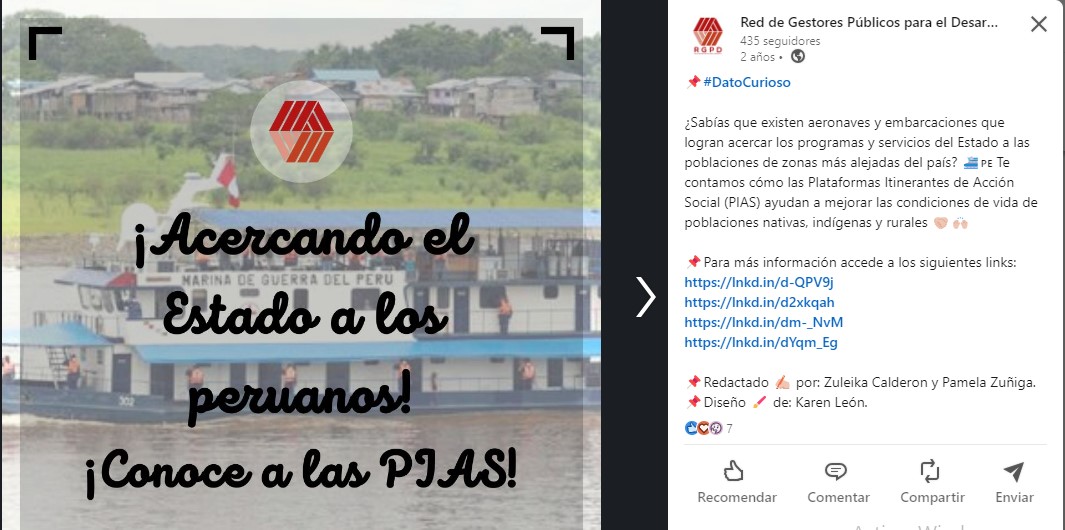 MARINA DE GUERRA DEL PERU
302
¡Acercando el
Estado a los
peruanos!
¡Conoce a las PIAS!
RGPD
Red de Gestores Públicos para el Desar...
435 seguidores
2 años •
📌#DatoCurioso
¿Sabías que existen aeronaves y embarcaciones que
logran acercar los programas y servicios del Estado a las
poblaciones de zonas más alejadas del país? 🚢 PE Te
contamos cómo las Plataformas Itinerantes de Acción
Social (PIAS) ayudan a mejorar las condiciones de vida de
poblaciones nativas, indígenas y rurales 🤝🏻 🙌🏻
📌Para más información accede a los siguientes links:
https://lnkd.in/d-QPV9j
https://lnkd.in/d2xkqah
https://lnkd.in/dm-_NvM
https://lnkd.in/dYqm_Eg
📌Redactado ✍🏻 por: Zuleika Calderon y Pamela Zuñiga.
📌Diseño 🖌️ de: Karen León.
7
Recomendar
Comentar
Compartir
Enviar